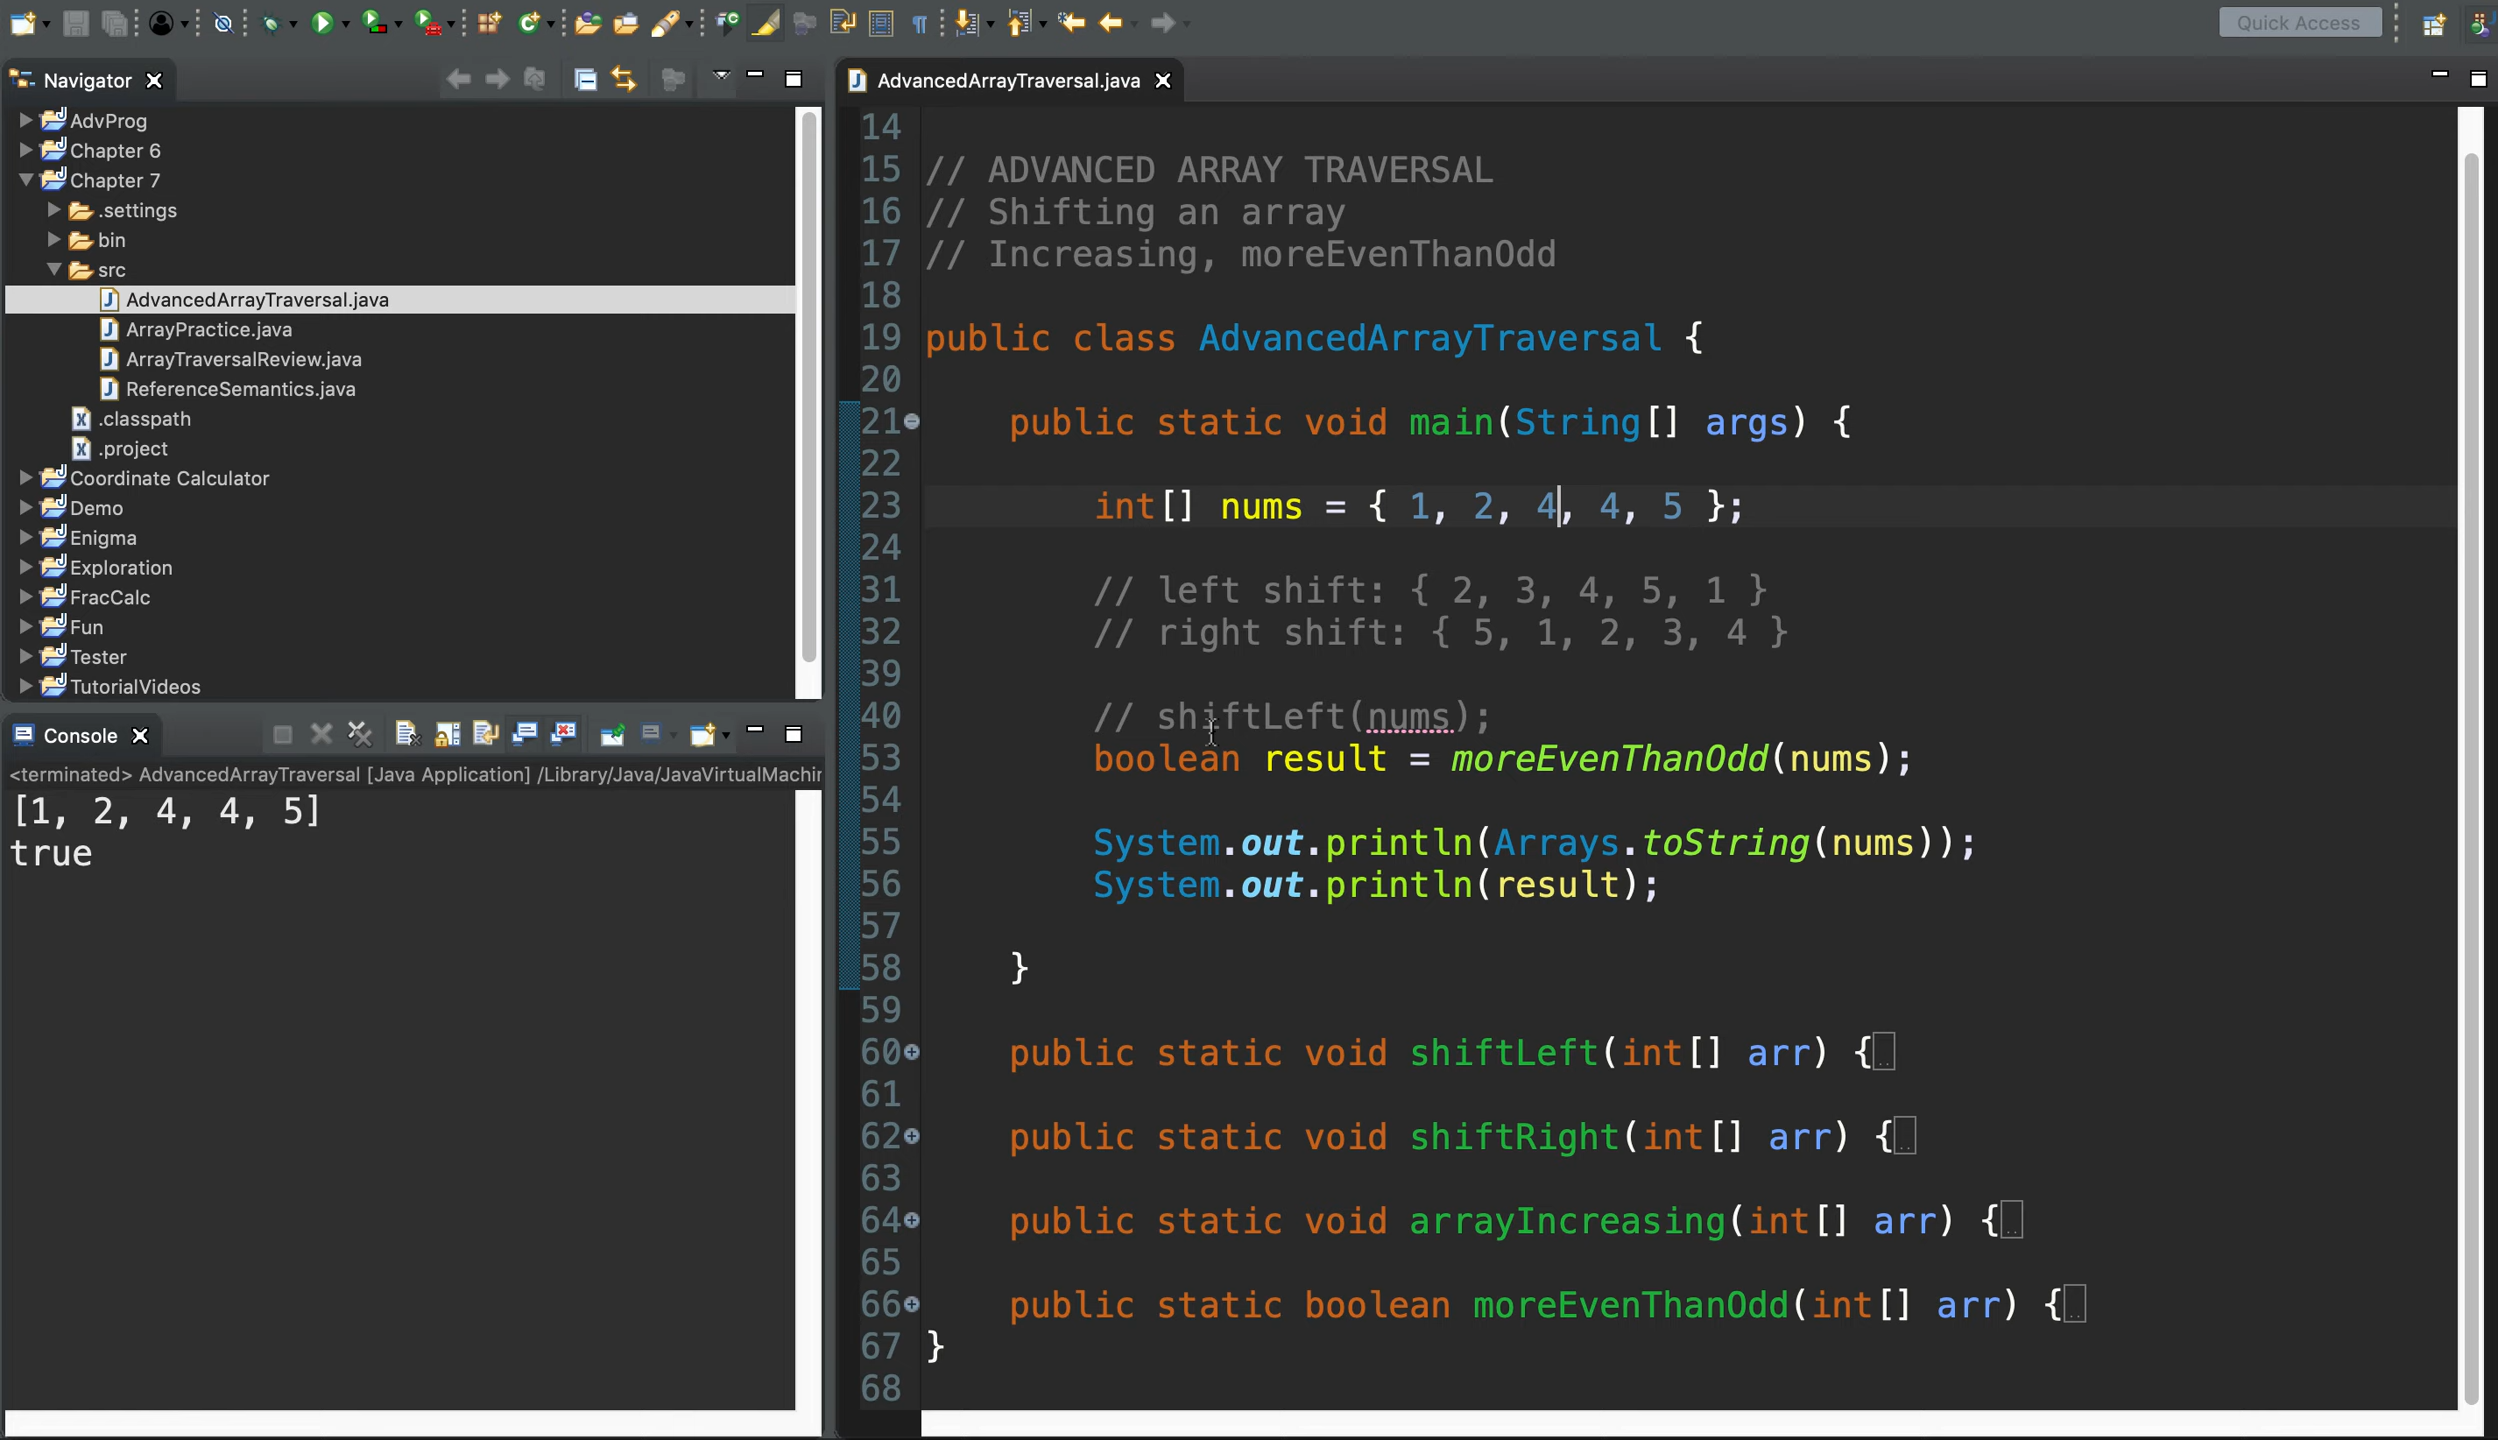 Quick Access
Navigator
AdvProg
Chapter 6
Chapter 7
.settings
bin
src
AdvancedArrayTraversal.java
ArrayPractice.java
ArrayTraversalReview.java
ReferenceSemantics.java
.classpath
.project
Coordinate Calculator
Demo
Enigma
Exploration
FracCalc
Fun
Tester
TutorialVideos
Console
<terminated> AdvancedArrayTraversal [Java Application] /Library/Java/JavaVirtualMachin
[1, 2, 4, 4, 5]
true
AdvancedArrayTraversal.java
14
15 // ADVANCED ARRAY TRAVERSAL
16 // Shifting an array
17 // Increasing, moreEvenThanOdd
18
19 public class AdvancedArrayTraversal {
20
21 public static void main(String[] args) {
22
23 int[] nums = { 1, 2, 4, 4, 5 };
24
31 // left shift: { 2, 3, 4, 5, 1 }
32 // right shift: { 5, 1, 2, 3, 4 }
39
40 // shiftLeft(nums);
53 boolean result = moreEvenThanOdd(nums);
54
55 System.out.println(Arrays.toString(nums));
56 System.out.println(result);
57
58 }
59
60 public static void shiftLeft(int[] arr) {
61
62 public static void shiftRight(int[] arr) {
63
64 public static void arrayIncreasing(int[] arr) {
65
66 public static boolean moreEvenThanOdd(int[] arr) {
67 }
68